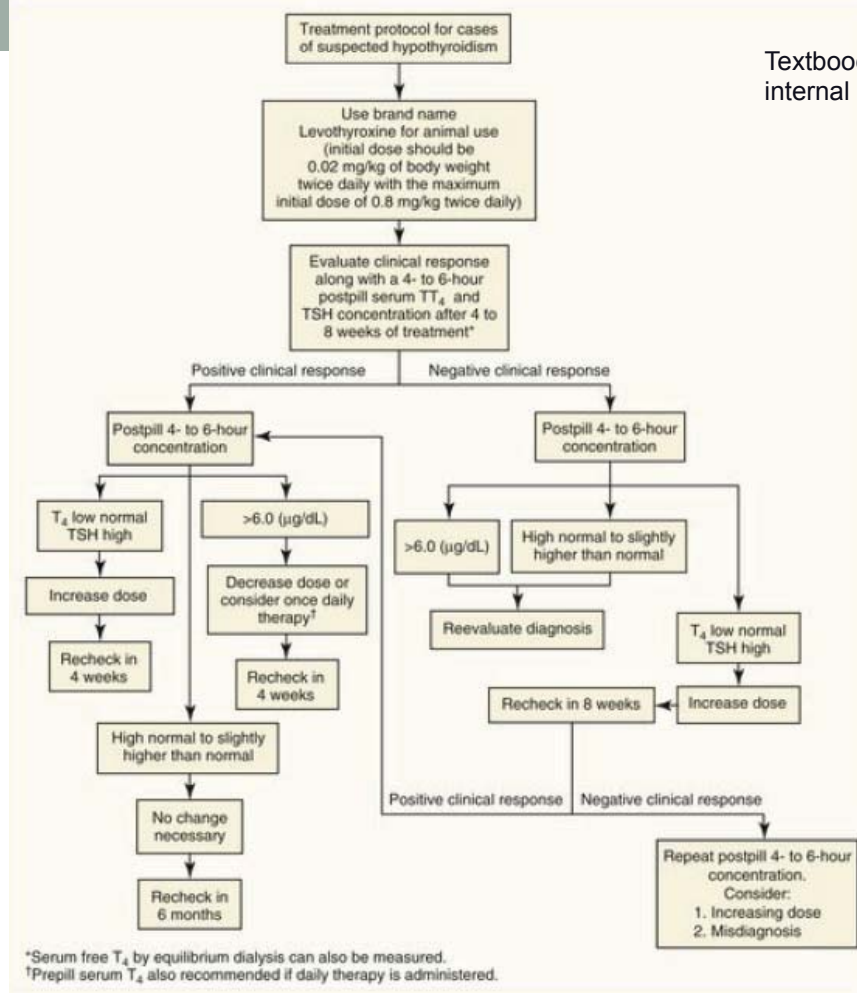 Treatment protocol for cases
of suspected hypothyroidism
internal
Use brand name
Levothyroxine for animal use
(initial dose should be
0.02 mg/kg of body weight
twice daily with the maximum
initial dose of 0.8 mg/kg twice daily)
Evaluate clinical response
along with a 4- to 6-hour
postpill serum TT₄ and
TSH concentration after 4 to
8 weeks of treatment*
Positive clinical response
Negative clinical response
Postpill 4- to 6-hour
concentration
Postpill 4- to 6-hour
concentration
T₄ low normal
TSH high
Increase dose
Recheck in
4 weeks
>6.0 (µg/dL)
Decrease dose or
consider once daily
therapy†
Recheck in
4 weeks
High normal to slightly
higher than normal
No change
necessary
Recheck in
6 months
>6.0 (µg/dL)
High normal to slightly
higher than normal
Reevaluate diagnosis
T₄ low normal
TSH high
Increase dose
Recheck in 8 weeks
Positive clinical response
Negative clinical response
Repeat postpill 4- to 6-hour
concentration.
Consider:
1. Increasing dose
2. Misdiagnosis
*Serum free T₄ by equilibrium dialysis can also be measured.
†Prepill serum T₄ also recommended if daily therapy is administered.